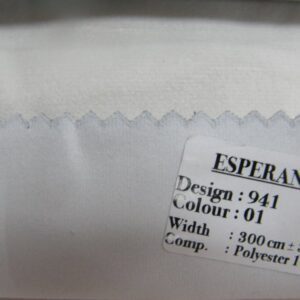 ESPERAN
Design : 941
Colour : 01
Width : 300 cm ±
Comp. : Polyester 1